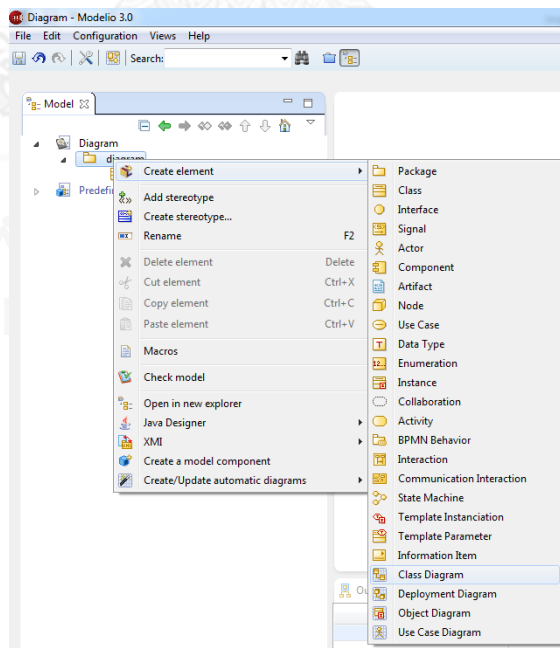 Diagram - Modelio 3.0
File Edit Configuration Views Help
Search:
Model
Diagram
diagram
Create element
Add stereotype
Create stereotype...
Rename F2
Delete element Delete
Cut element Ctrl+X
Copy element Ctrl+C
Paste element Ctrl+V
Macros
Check model
Open in new explorer
Java Designer
XMI
Create a model component
Create/Update automatic diagrams
Package
Class
Interface
Signal
Actor
Component
Artifact
Node
Use Case
Data Type
Enumeration
Instance
Collaboration
Activity
BPMN Behavior
Interaction
Communication Interaction
State Machine
Template Instanciation
Template Parameter
Information Item
Class Diagram
Deployment Diagram
Object Diagram
Use Case Diagram